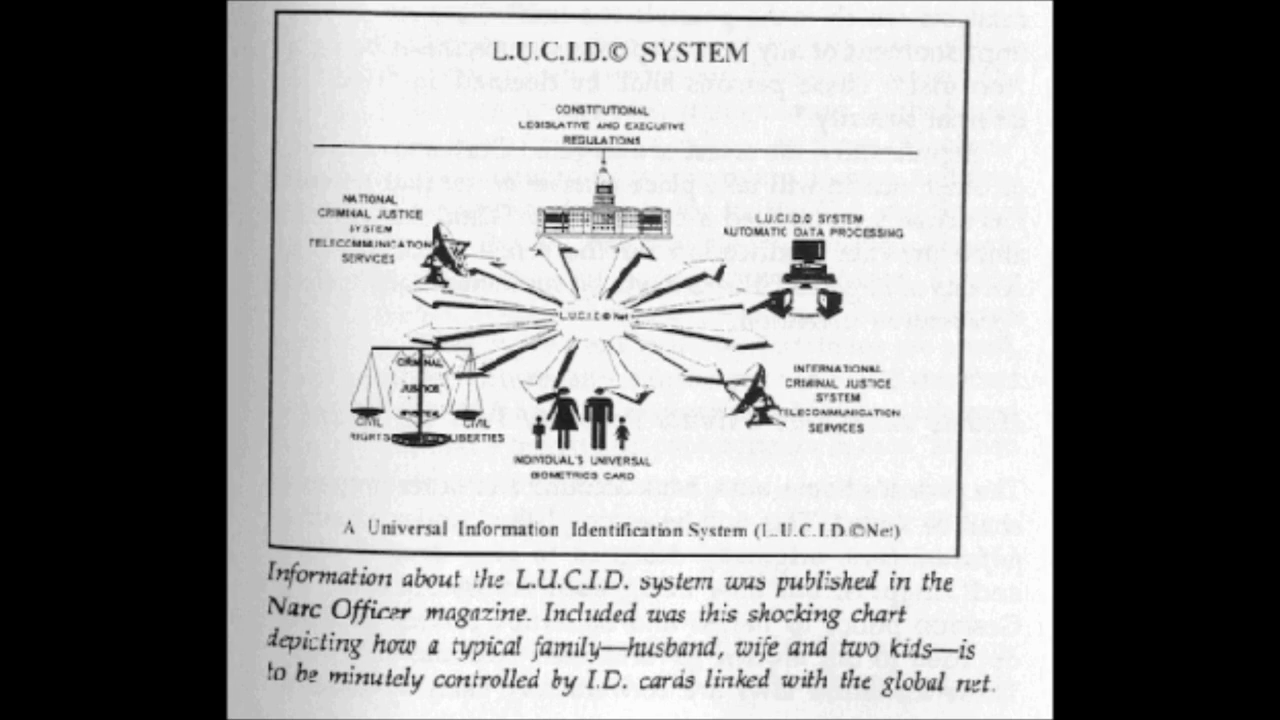 L.U.C.I.D.© SYSTEM
CONSTITUTIONAL
LEGISLATIVE AND EXECUTIVE
REGULATIONS
NATIONAL
CRIMINAL JUSTICE
SYSTEM
TELECOMMUNICATION
SERVICES
L.U.C.I.D.© SYSTEM
AUTOMATIC DATA PROCESSING
L.U.C.I.D.© Net
CRIMINAL
JUSTICE
SYSTEM
CIVIL
RIGHTS
CIVIL
LIBERTIES
INTERNATIONAL
CRIMINAL JUSTICE
SYSTEM
TELECOMMUNICATION
SERVICES
INDIVIDUAL'S UNIVERSAL
BIOMETRICS CARD
A Universal Information Identification System (L.U.C.I.D.©Net)
Information about the L.U.C.I.D. system was published in the
Narc Officer magazine. Included was this shocking chart
depicting how a typical family—husband, wife and two kids—is
to be minutely controlled by I.D. cards linked with the global net.